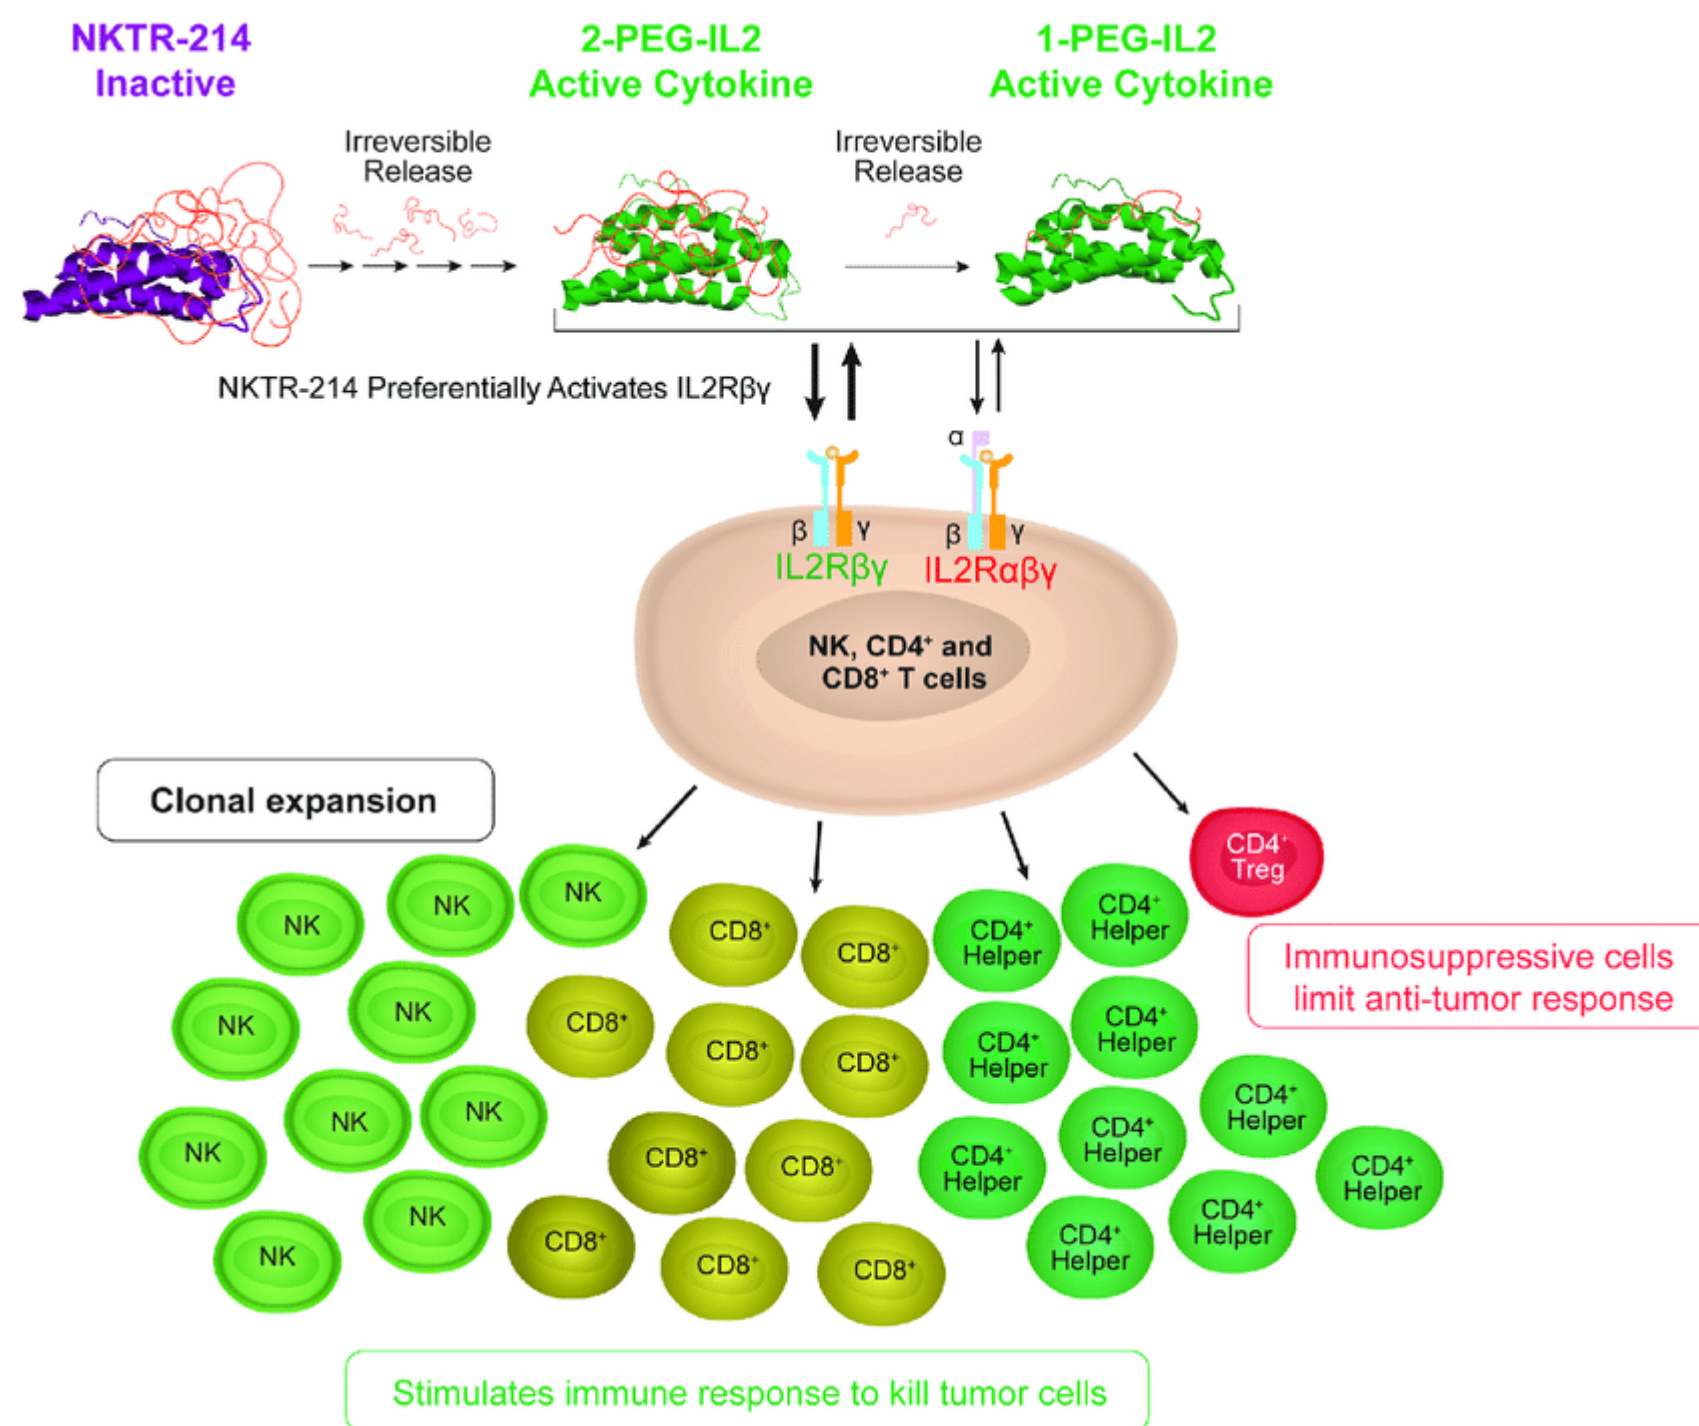 NKTR-214
Inactive
2-PEG-IL2
Active Cytokine
1-PEG-IL2
Active Cytokine
Irreversible
Release
Irreversible
Release
NKTR-214 Preferentially Activates IL2Rβγ
α
β
γ
β
γ
IL2Rβγ
IL2Rαβγ
NK, CD4⁺ and
CD8⁺ T cells
Clonal expansion
CD4⁺
Treg
Immunosuppressive cells
limit anti-tumor response
NK
NK
NK
NK
NK
NK
NK
NK
NK
NK
CD8⁺
CD8⁺
CD8⁺
CD8⁺
CD8⁺
CD8⁺
CD8⁺
CD8⁺
CD8⁺
CD8⁺
CD4⁺
Helper
CD4⁺
Helper
CD4⁺
Helper
CD4⁺
Helper
CD4⁺
Helper
CD4⁺
Helper
CD4⁺
Helper
CD4⁺
Helper
CD4⁺
Helper
CD4⁺
Helper
Stimulates immune response to kill tumor cells